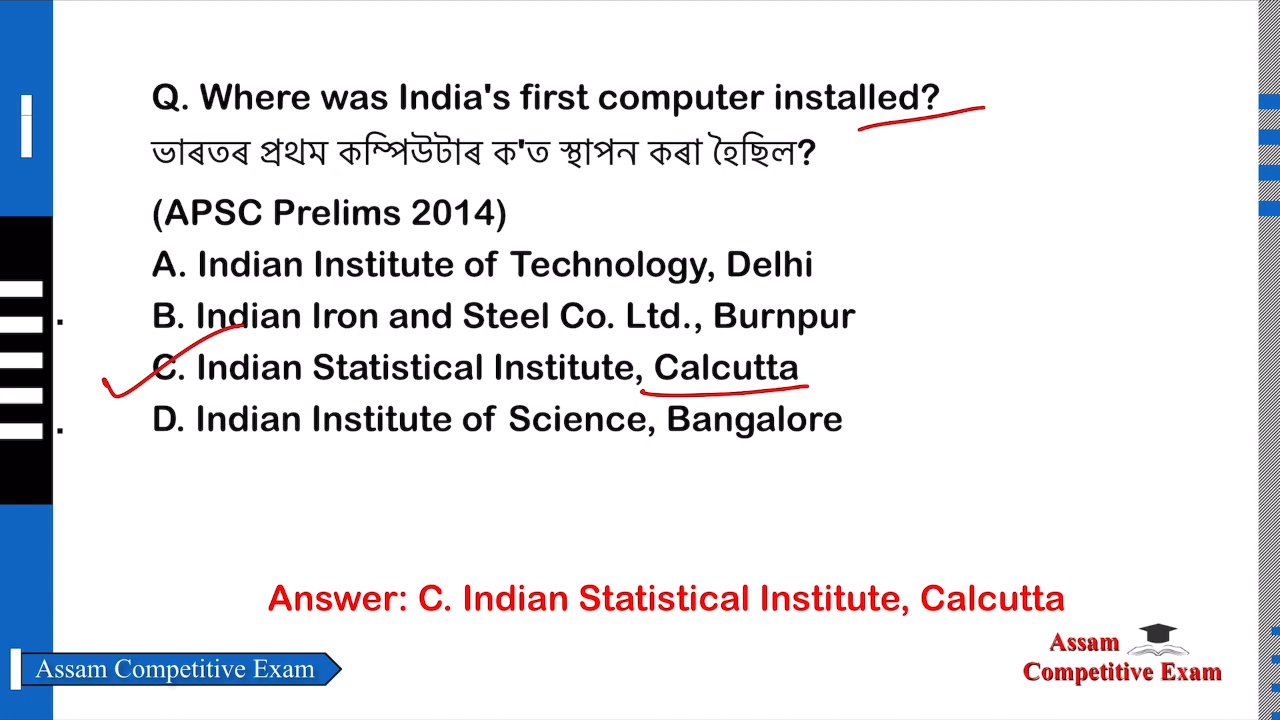 Q. Where was India's first computer installed?
ভাৰতৰ প্ৰথম কম্পিউটাৰ ক'ত স্থাপন কৰা হৈছিল?
(APSC Prelims 2014)
A. Indian Institute of Technology, Delhi
B. Indian Iron and Steel Co. Ltd., Burnpur
C. Indian Statistical Institute, Calcutta
D. Indian Institute of Science, Bangalore
Answer: C. Indian Statistical Institute, Calcutta
Assam Competitive Exam
Assam
Competitive Exam